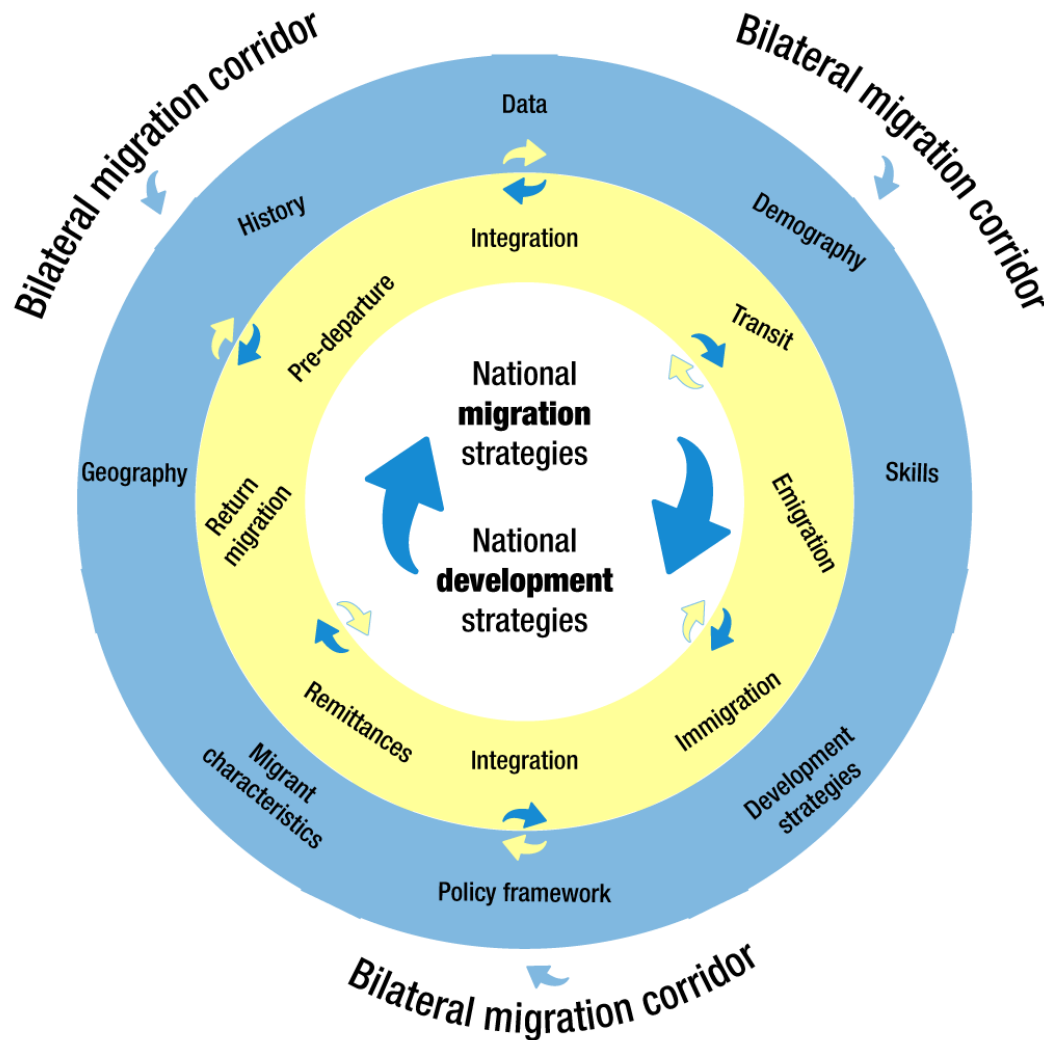 Bilateral migration corridor
Bilateral migration corridor
Data
History
Demography
Integration
Pre-departure
Transit
National
migration
strategies
Geography
Return
migration
Emigration
Skills
National
development
strategies
Remittances
Immigration
Integration
Migrant
characteristics
Development
strategies
Policy framework
Bilateral migration corridor